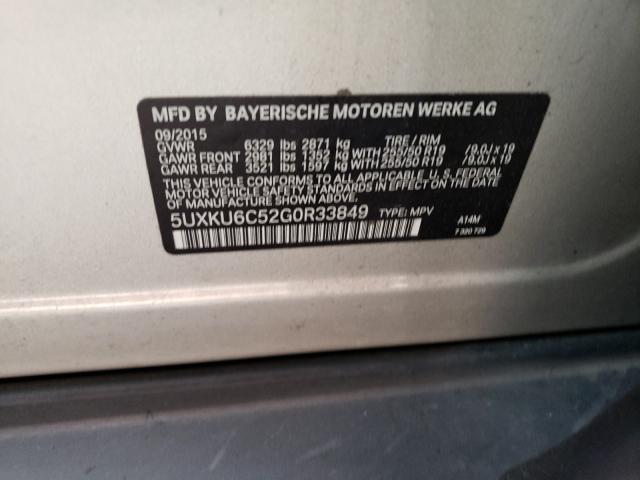 MFD BY BAYERISCHE MOTOREN WERKE AG
09/2015 TIRE / RIM
GVWR 6329 lbs 2871 kg
GAWR FRONT 2981 lbs 1352 kg WITH 255/50 R19 /9.0J x 19
GAWR REAR 3521 lbs 1597 kg WITH 255/50 R19 /9.0J x 19
THIS VEHICLE CONFORMS TO ALL APPLICABLE U.S. FEDERAL
MOTOR VEHICLE SAFETY STANDARDS IN EFFECT ON THE DATE
OF MANUFACTURE SHOWN ABOVE.
5UXKU6C52G0R33849 TYPE: MPV A14M
7 320 729